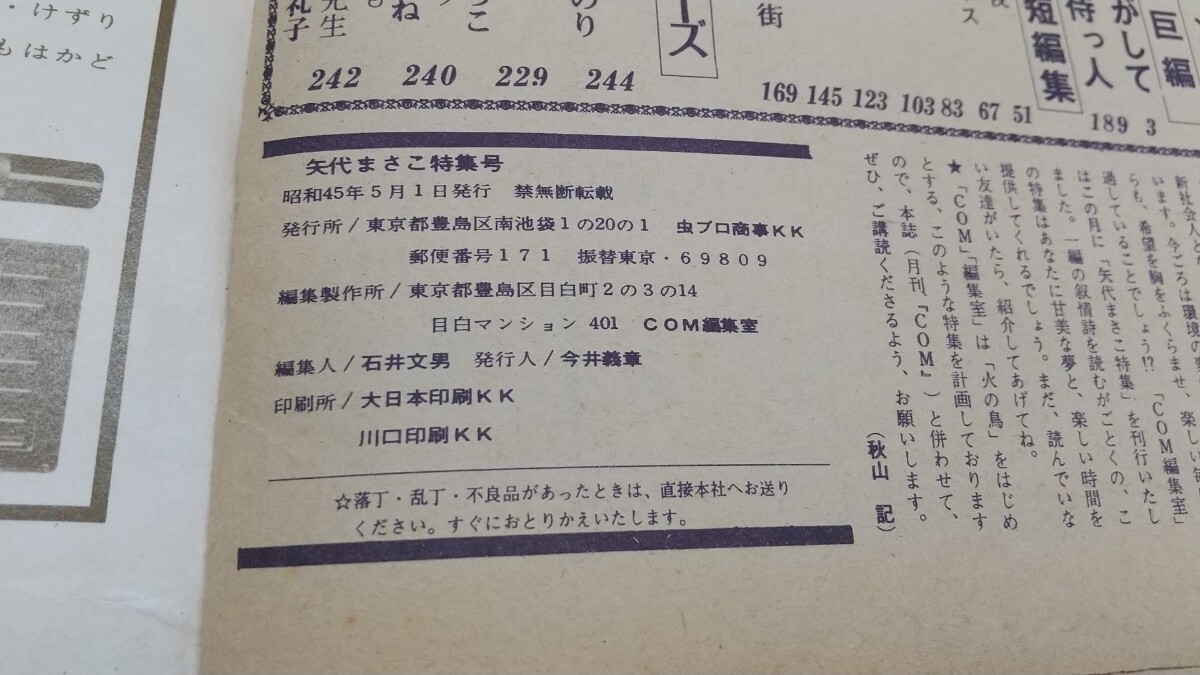 ・けずり
もはかど
巨編
がして
待っ人
短編集
ーズ
街
ス
のり
こ
ね
も
先生
礼子
3
189
51
67
83
103
123
145
169
244
229
240
242
新社会人
います。今ごろは環境の変
らも、希望を胸をふくらませ、楽しい毎
過していることでしょう!?「COM編集室」
はこの月に「矢代まさこ特集」を刊行いたし
ました。一編の叙情詩を読むがごとくの、こ
の特集はあなたに甘美な夢と、楽しい時間を
提供してくれるでしょう。まだ、読んでいな
い友達がいたら、紹介してあげてね。
★「COM」「編集室」は「火の鳥」をはじめ
とする、このような特集を計画しております
ので、本誌(月刊『COM』)と併わせて、
ぜひ、ご購読くださるよう、お願いします。
(秋山 記)
矢代まさこ特集号
昭和45年5月1日発行 禁無断転載
発行所/東京都豊島区南池袋1の20の1 虫プロ商事KK
郵便番号171 振替東京・69809
編集製作所/東京都豊島区目白町2の3の14
目白マンション 401 COM編集室
編集人/石井文男 発行人/今井義章
印刷所/大日本印刷KK
川口印刷KK
☆落丁・乱丁・不良品があったときは、直接本社へお送り
ください。すぐにおとりかえいたします。